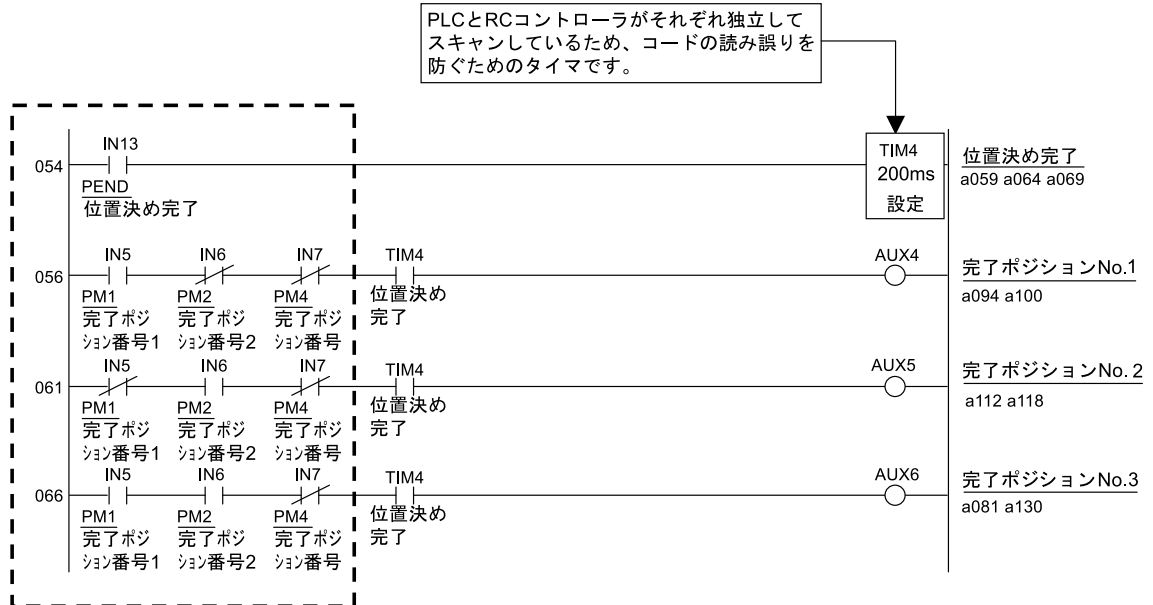 PLCとRCコントローラがそれぞれ独立して
スキャンしているため、コードの読み誤りを
防ぐためのタイマです。
054
IN13
PEND
位置決め完了
TIM4
200ms
設定
位置決め完了
a059 a064 a069
056
IN5 IN6 IN7 TIM4 AUX4
PM1 PM2 PM4 位置決め
完了ポジ 完了ポジ 完了ポジ 完了
ション番号1 ション番号2 ション番号
完了ポジションNo.1
a094 a100
061
IN5 IN6 IN7 TIM4 AUX5
PM1 PM2 PM4 位置決め
完了ポジ 完了ポジ 完了ポジ 完了
ション番号1 ション番号2 ション番号
完了ポジションNo.2
a112 a118
066
IN5 IN6 IN7 TIM4 AUX6
PM1 PM2 PM4 位置決め
完了ポジ 完了ポジ 完了ポジ 完了
ション番号1 ション番号2 ション番号
完了ポジションNo.3
a081 a130